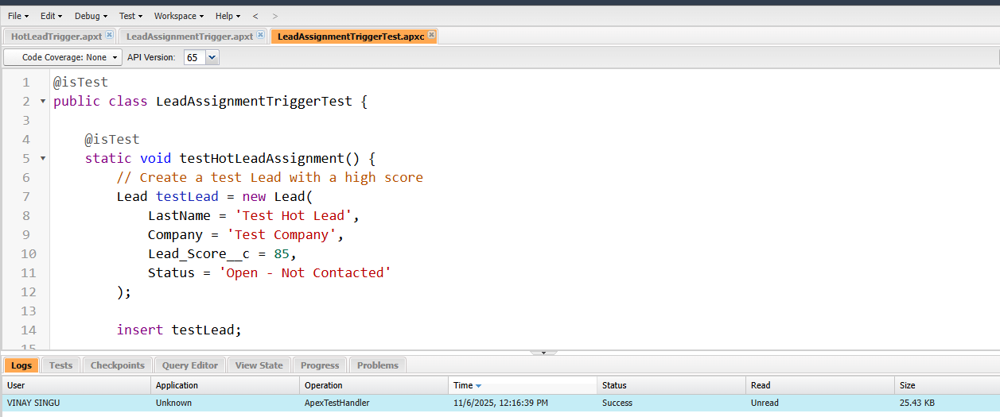 File Edit Debug Test Workspace Help < >
HotLeadTrigger.apxt LeadAssignmentTrigger.apxt LeadAssignmentTriggerTest.apxc
Code Coverage: None API Version: 65
1 @isTest
2 public class LeadAssignmentTriggerTest {
3
4 @isTest
5 static void testHotLeadAssignment() {
6 // Create a test Lead with a high score
7 Lead testLead = new Lead(
8 LastName = 'Test Hot Lead',
9 Company = 'Test Company',
10 Lead_Score__c = 85,
11 Status = 'Open - Not Contacted'
12 );
13
14 insert testLead;
15
Logs Tests Checkpoints Query Editor View State Progress Problems
User Application Operation Time Status Read Size
VINAY SINGU Unknown ApexTestHandler 11/6/2025, 12:16:39 PM Success Unread 25.43 KB